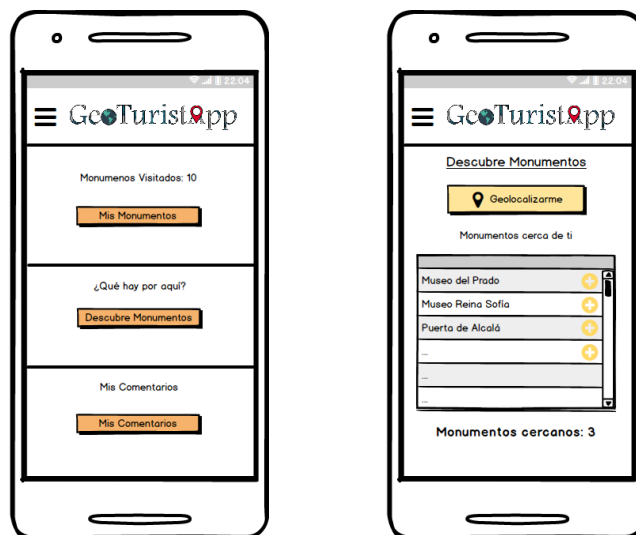 22:04
GeoTuristApp
Monumenos Visitados: 10
Mis Monumentos
¿Qué hay por aquí?
Descubre Monumentos
Mis Comentarios
Mis Comentarios
22:04
GeoTuristApp
Descubre Monumentos
Geolocalizarme
Monumentos cerca de ti
Museo del Prado
Museo Reina Sofía
Puerta de Alcalá
...
...
...
Monumentos cercanos: 3